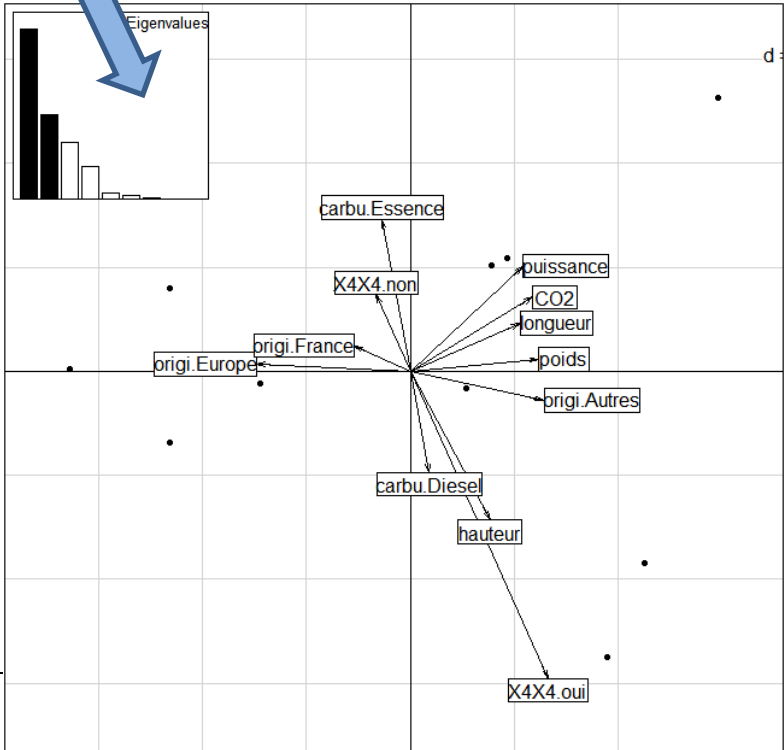 Eigenvalues
d =
carbu.Essence
puissance
X4X4.non
CO2
longueur
origi.France
poids
origi.Europe
origi.Autres
carbu.Diesel
hauteur
X4X4.oui